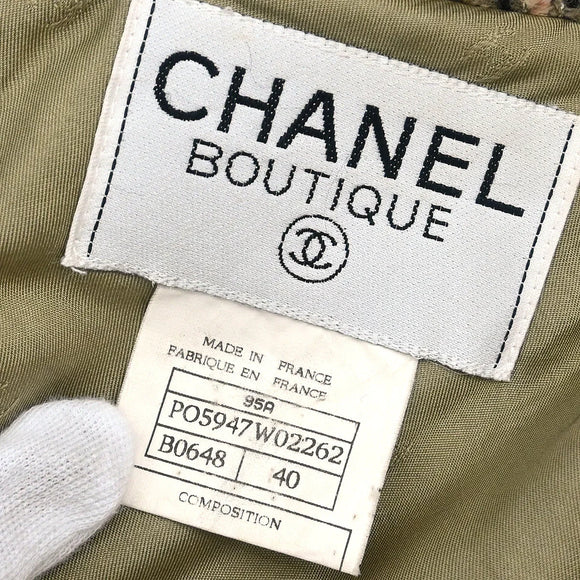 CHANEL
BOUTIQUE
MADE IN FRANCE
FABRIQUE EN FRANCE
95A
PO5947W02262
B0648 40
COMPOSITION